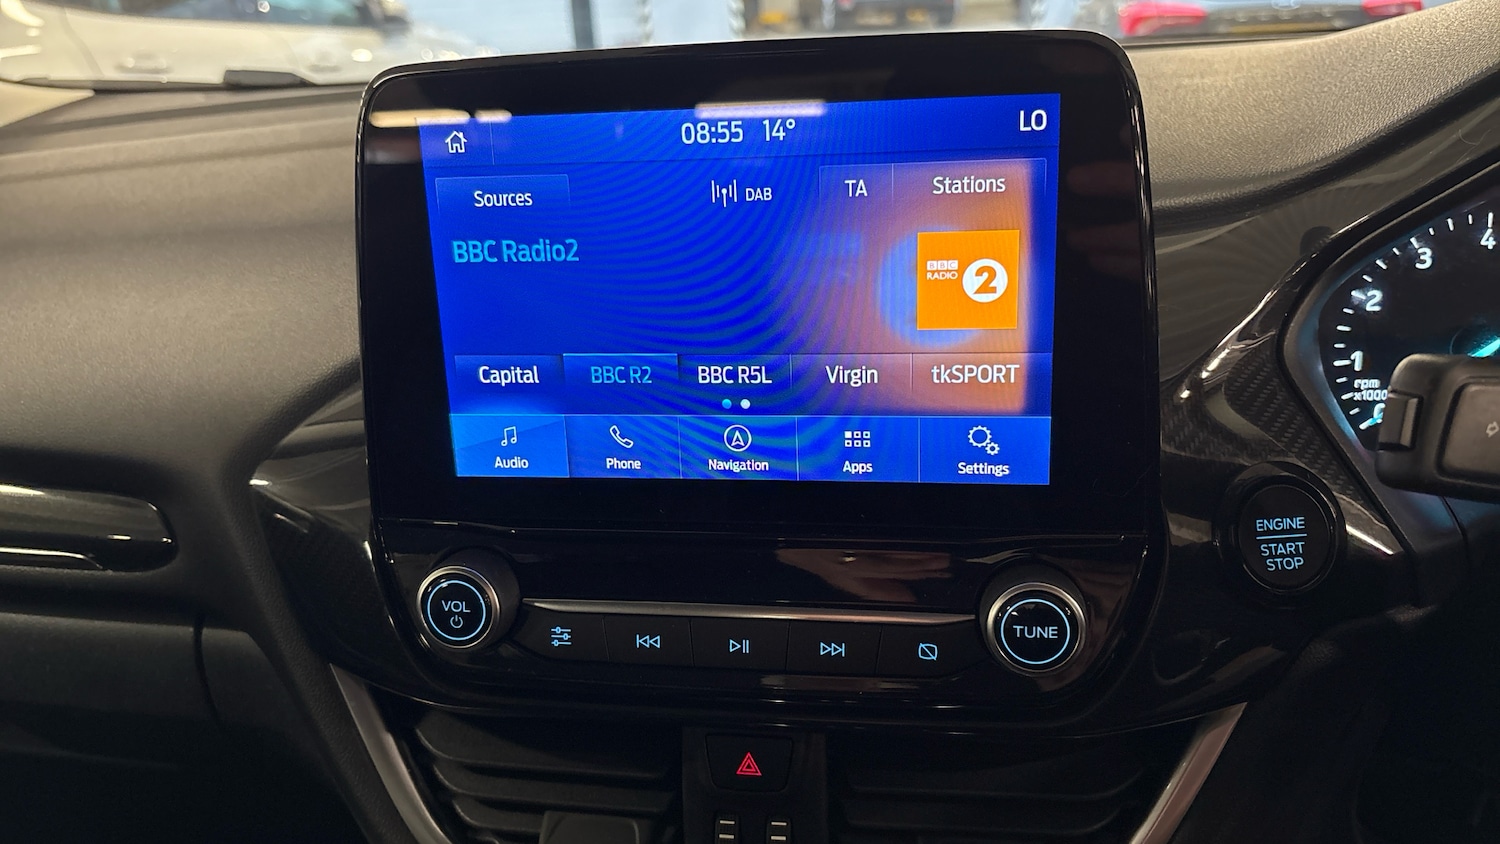 08:55 14° LO
Sources DAB TA Stations
BBC Radio2
BBC
RADIO 2
Capital BBC R2 BBC R5L Virgin tkSPORT
Audio Phone Navigation Apps Settings
VOL
TUNE
ENGINE
START
STOP
4
3
2
1
rpm
x1000
0